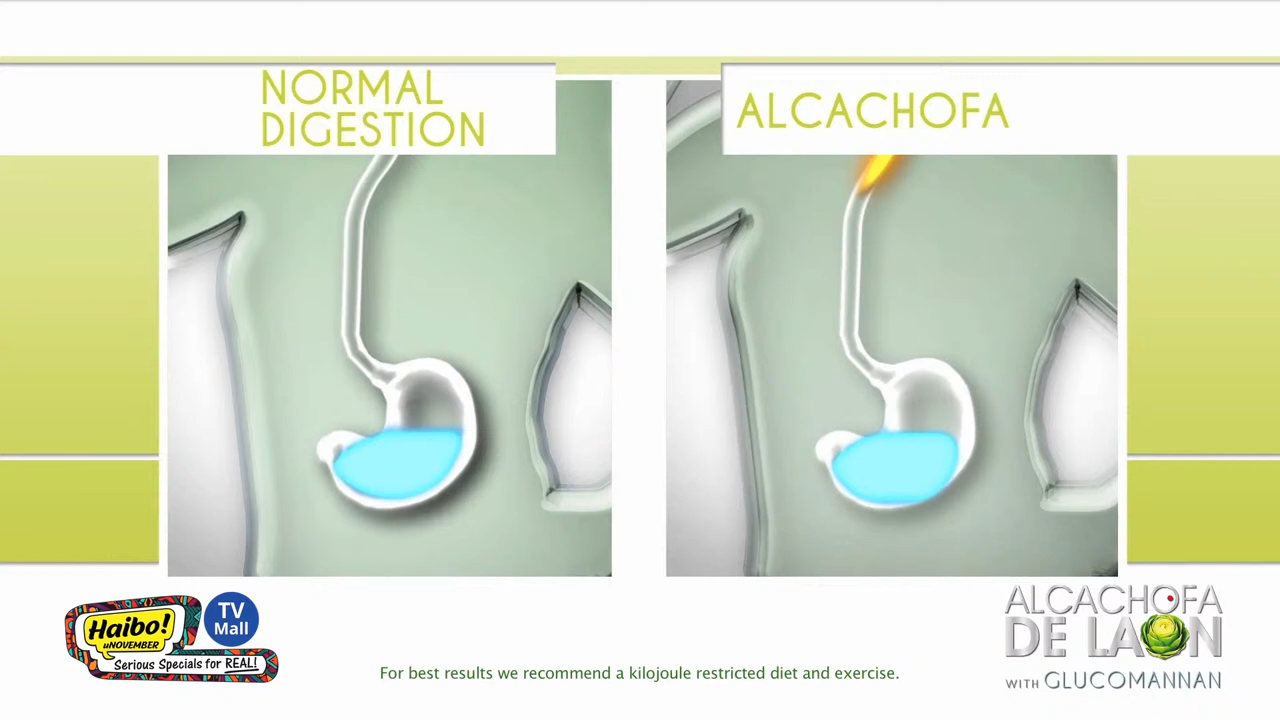 NORMAL
DIGESTION
ALCACHOFA
Haibo!
uNOVEMBER
Serious Specials for REAL!
TV
Mall
For best results we recommend a kilojoule restricted diet and exercise.
ALCACHOFA
DE LAON
WITH GLUCOMANNAN